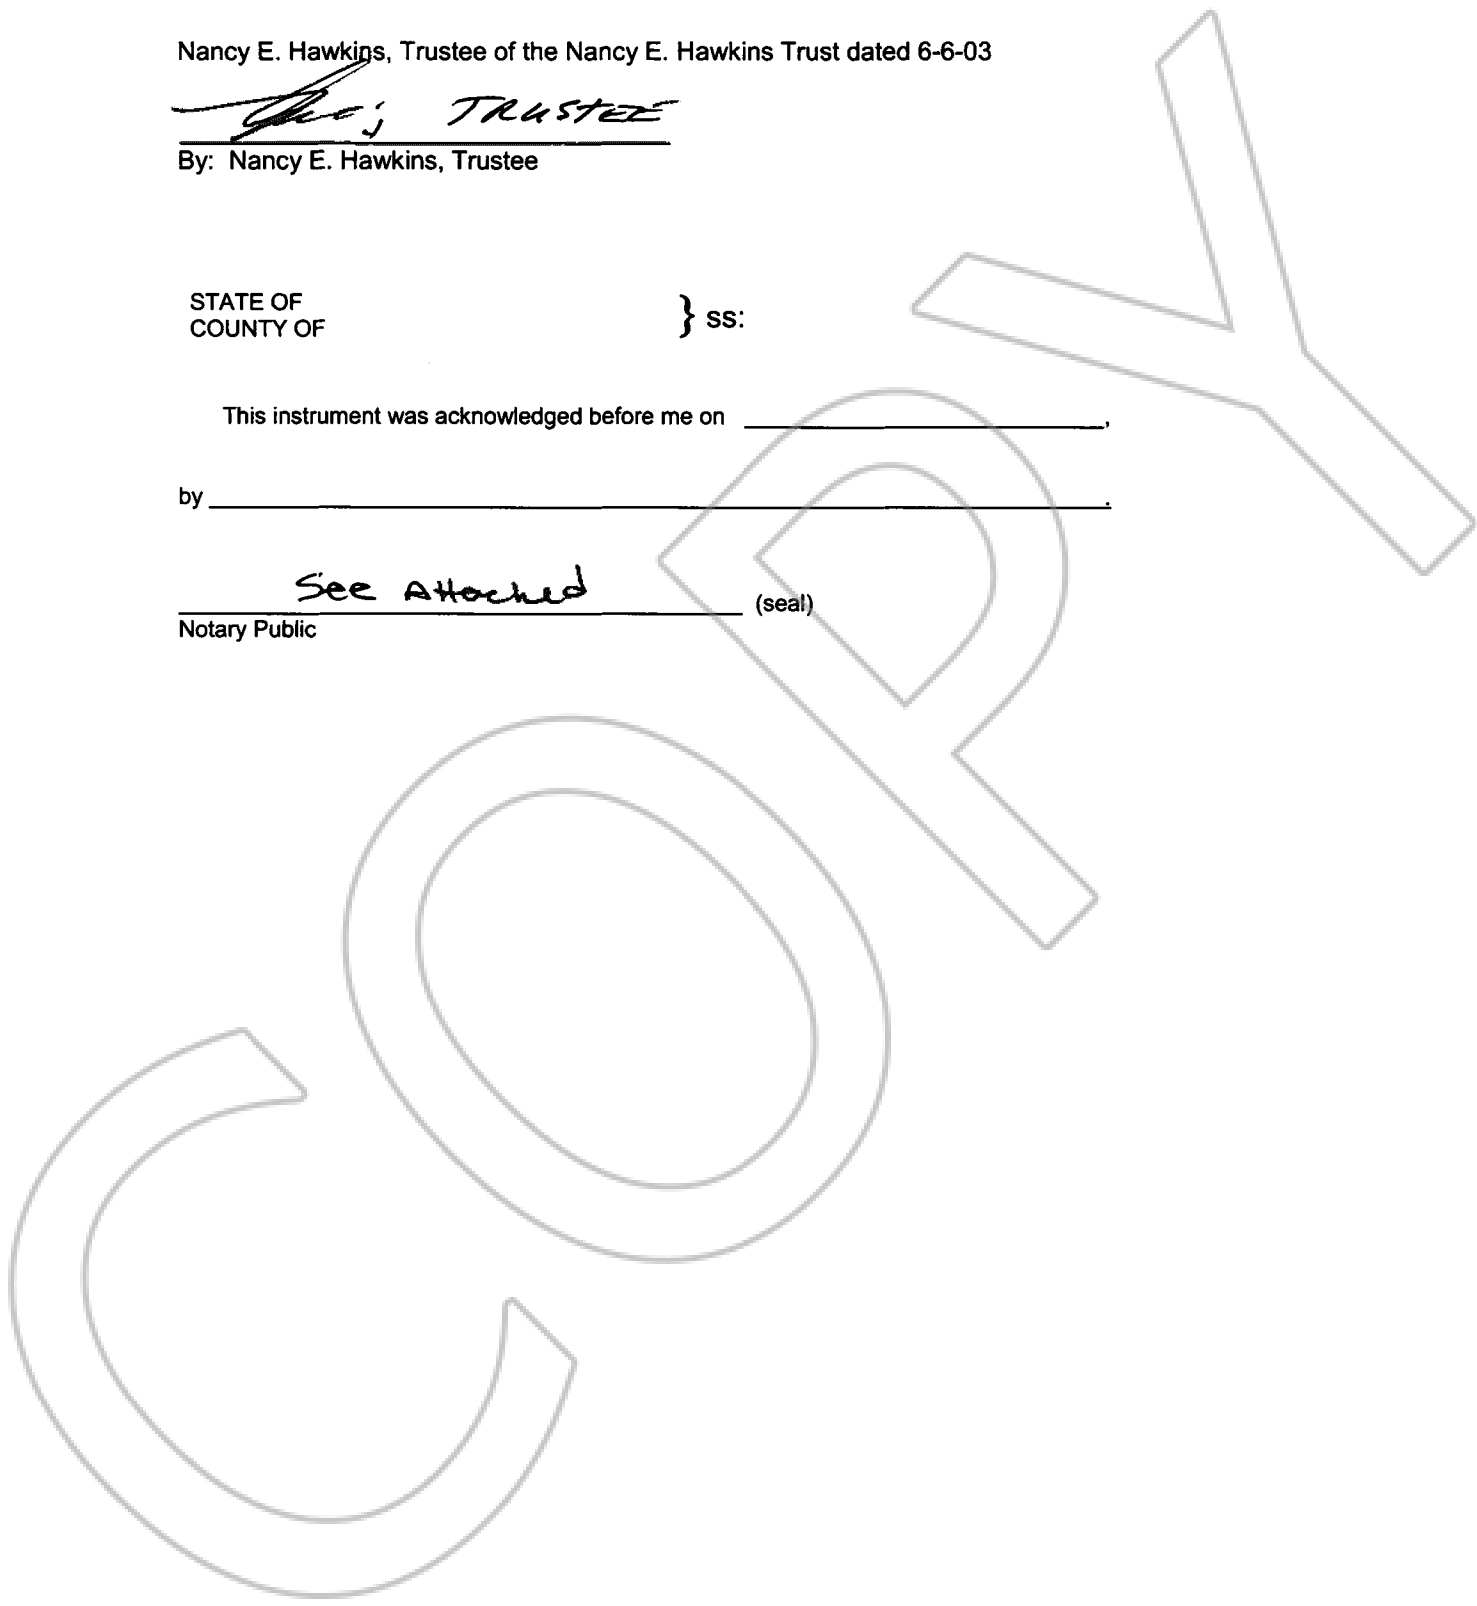 Nancy E. Hawkins, Trustee of the Nancy E. Hawkins Trust dated 6-6-03
TRUSTEE
By: Nancy E. Hawkins, Trustee
STATE OF
COUNTY OF
} ss:
This instrument was acknowledged before me on ,
by .
See Attached
(seal)
Notary Public
COPY